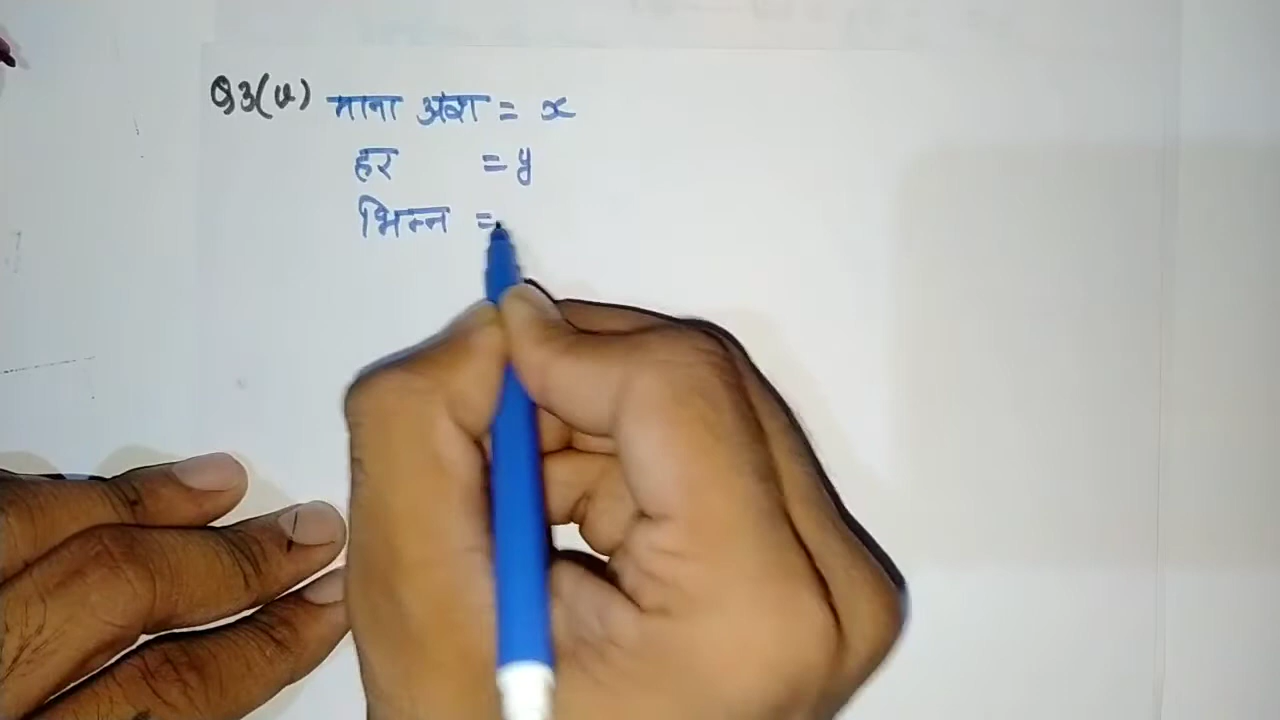 Q3(v) माना अंश = x
हर = y
भिन्न =